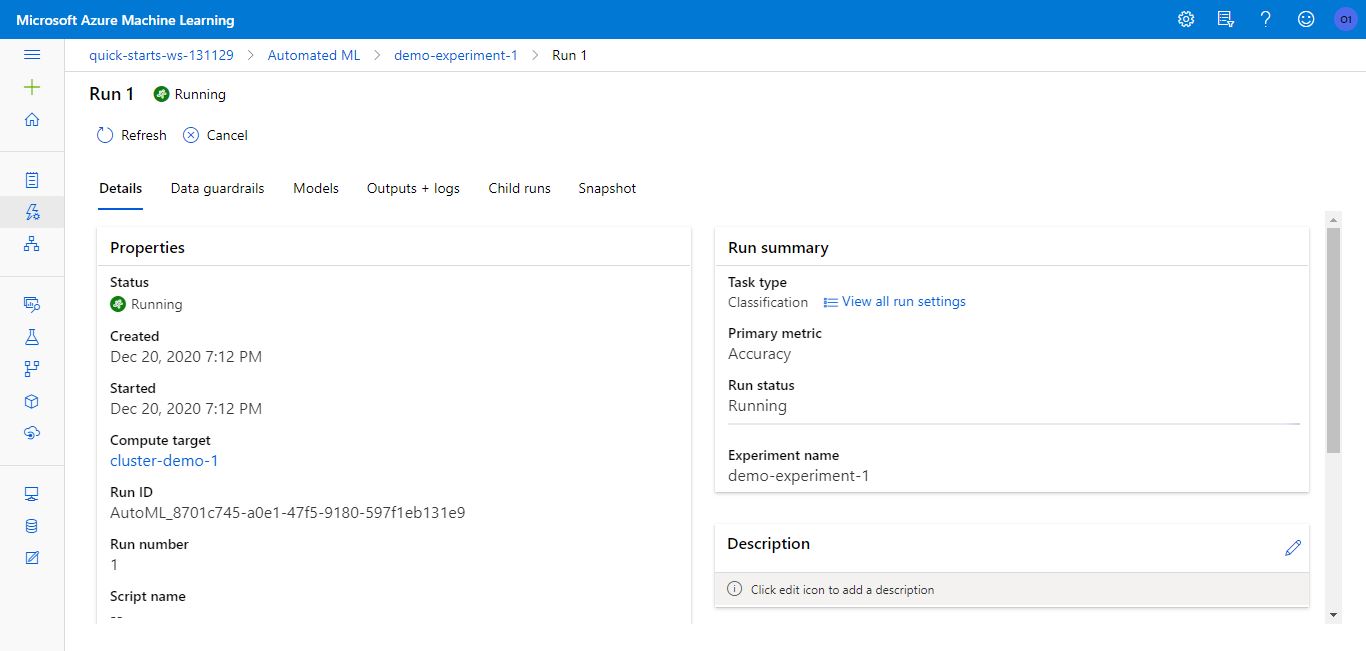 Microsoft Azure Machine Learning
?
O1
quick-starts-ws-131129 > Automated ML > demo-experiment-1 > Run 1
Run 1 Running
Refresh Cancel
Details Data guardrails Models Outputs + logs Child runs Snapshot
Properties
Status
Running
Created
Dec 20, 2020 7:12 PM
Started
Dec 20, 2020 7:12 PM
Compute target
cluster-demo-1
Run ID
AutoML_8701c745-a0e1-47f5-9180-597f1eb131e9
Run number
1
Script name
--
Run summary
Task type
Classification View all run settings
Primary metric
Accuracy
Run status
Running
Experiment name
demo-experiment-1
Description
Click edit icon to add a description